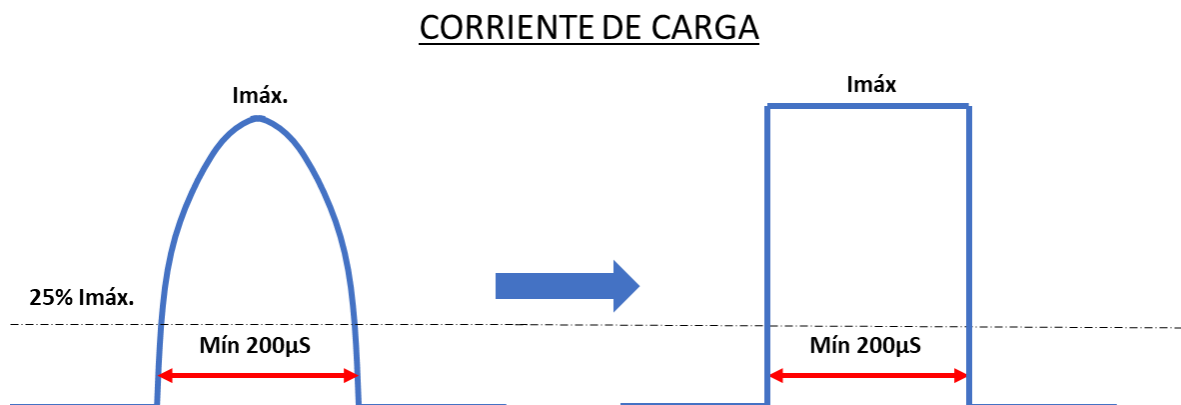 CORRIENTE DE CARGA
Imáx.
Imáx
25% Imáx.
Mín 200µS
Mín 200µS